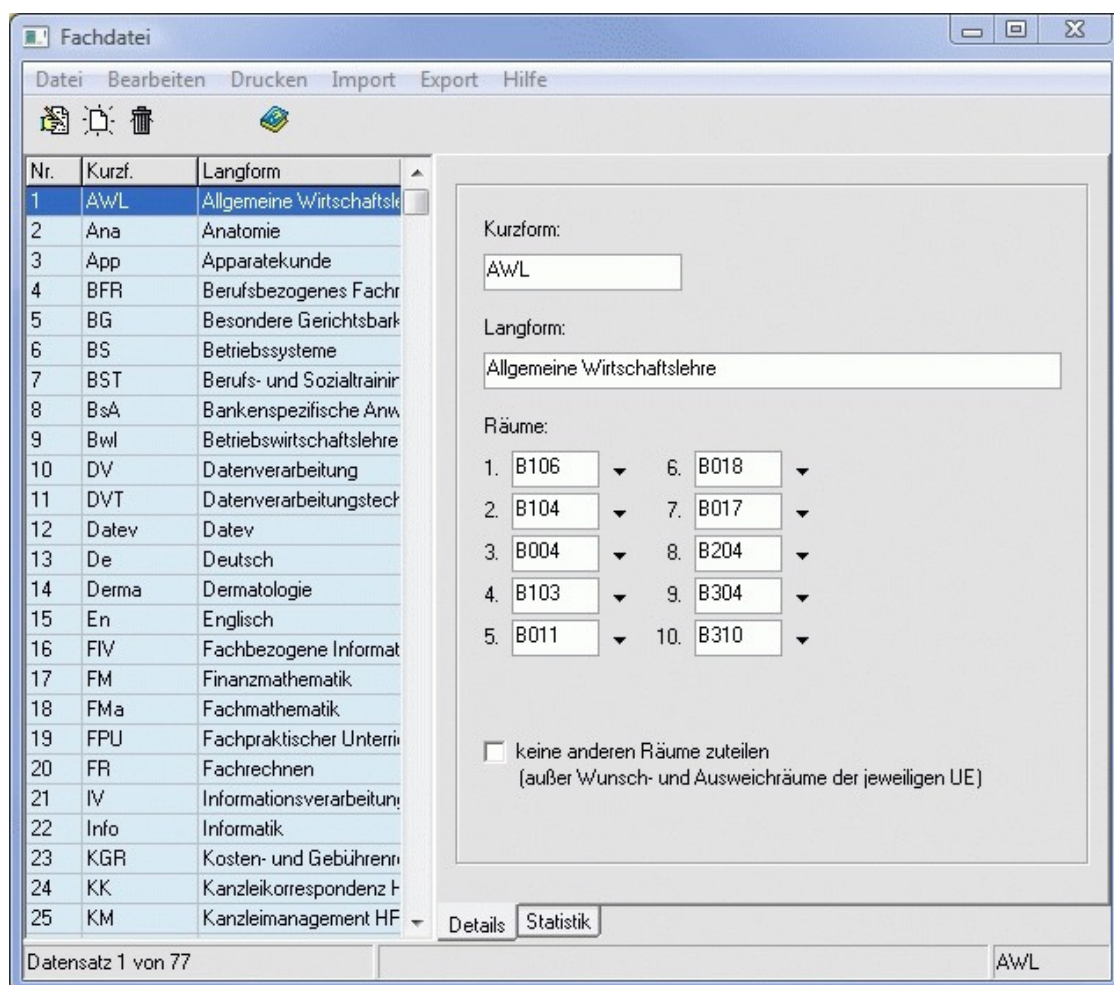 Fachdatei
Datei Bearbeiten Drucken Import Export Hilfe
Nr. Kurzf. Langform
1 AWL Allgemeine Wirtschaftsle
2 Ana Anatomie
3 App Apparatekunde
4 BFR Berufsbezogenes Fachr
5 BG Besondere Gerichtsbark
6 BS Betriebssysteme
7 BST Berufs- und Sozialtrainin
8 BsA Bankenspezifische Anw
9 Bwl Betriebswirtschaftslehre
10 DV Datenverarbeitung
11 DVT Datenverarbeitungstech
12 Datev Datev
13 De Deutsch
14 Derma Dermatologie
15 En Englisch
16 FIV Fachbezogene Informat
17 FM Finanzmathematik
18 FMa Fachmathematik
19 FPU Fachpraktischer Unterri
20 FR Fachrechnen
21 IV Informationsverarbeitung
22 Info Informatik
23 KGR Kosten- und Gebührenr
24 KK Kanzleikorrespondenz H
25 KM Kanzleimanagement HF
Kurzform:
AWL
Langform:
Allgemeine Wirtschaftslehre
Räume:
1. B106 6. B018
2. B104 7. B017
3. B004 8. B204
4. B103 9. B304
5. B011 10. B310
keine anderen Räume zuteilen
(außer Wunsch- und Ausweichräume der jeweiligen UE)
Details Statistik
Datensatz 1 von 77 AWL